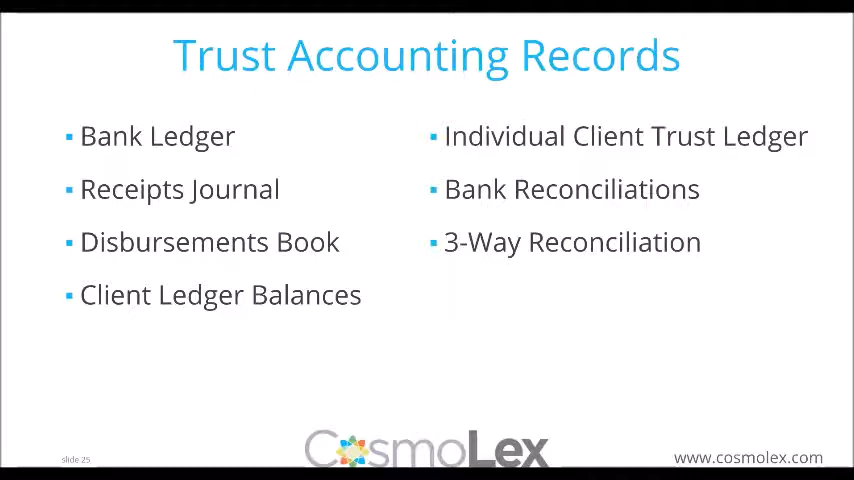 Trust Accounting Records
▪ Bank Ledger
▪ Receipts Journal
▪ Disbursements Book
▪ Client Ledger Balances
▪ Individual Client Trust Ledger
▪ Bank Reconciliations
▪ 3-Way Reconciliation
slide 25
CosmoLex
www.cosmolex.com